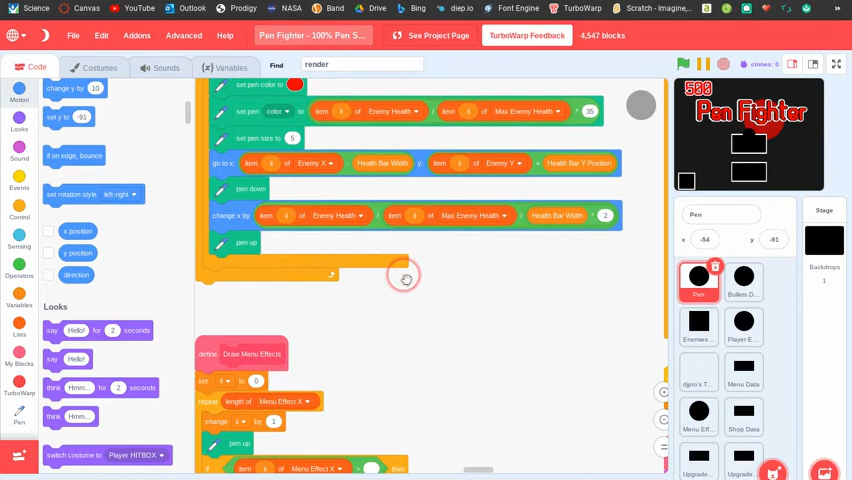 Science Canvas YouTube Outlook Prodigy NASA Band Drive Bing diep.io Font Engine TurboWarp Scratch - Imagine,... »
File Edit Addons Advanced Pen Fighter - 100% Pen S... See Project Page TurboWarp Feedback 4,547 blocks
Code Costumes Sounds Variables Find render clones: 0
Motion
Looks
Sound
Events
Control
Sensing
Operators
Variables
Lists
My Blocks
TurboWarp
Pen
change y by 10
set y to -91
if on edge, bounce
set rotation style left-right
x position
y position
direction
Looks
say Hello! for 2 seconds
say Hello!
think Hmm... for 2 seconds
think Hmm...
switch costume to Player HITBOX
set pen color to
set pen color to item ii of Enemy Health / item ii of Max Enemy Health * 35
set pen size to 5
go to x: item ii of Enemy X - Health Bar Width y: item ii of Enemy Y + Health Bar Y Position
pen down
change x by item ii of Enemy Health / item ii of Max Enemy Health / Health Bar Width * 2
pen up
define Draw Menu Effects
set ii to 0
repeat length of Menu Effect X
change ii by 1
pen up
if item ii of Menu Effect X > then
500
Pen Fighter
Pen
x -54 y -91
Stage
Backdrops
1
Pen
Bullets D...
Enemies...
Player E...
djpro's T...
Menu Data
Menu Eff...
Shop Data
Upgrade...
Upgrade...